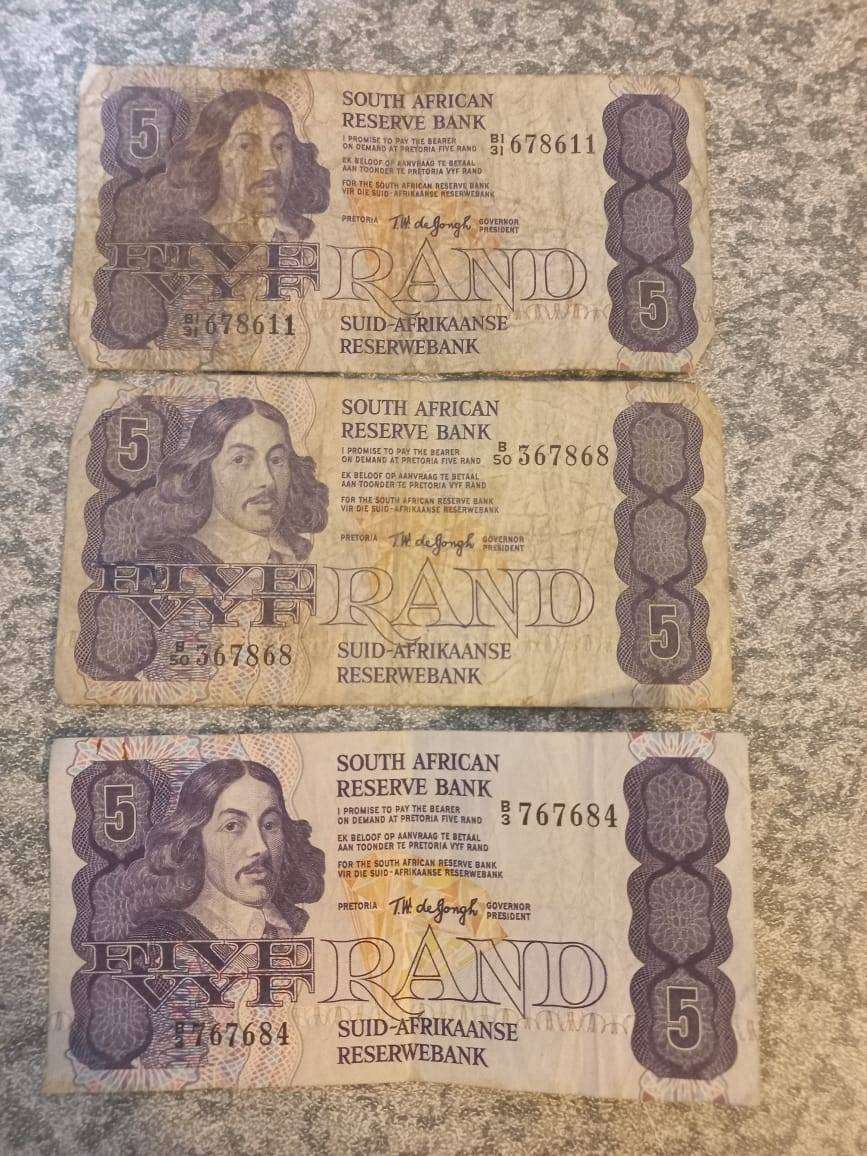 5
SOUTH AFRICAN
RESERVE BANK
I PROMISE TO PAY THE BEARER
ON DEMAND AT PRETORIA FIVE RAND
BI
31 678611
EK BELOOF OP AANVRAAG TE BETAAL
AAN TOONDER TE PRETORIA VYF RAND
FOR THE SOUTH AFRICAN RESERVE BANK
VIR DIE SUID-AFRIKAANSE RESERWEBANK
PRETORIA T.W. de Jongh GOVERNOR
PRESIDENT
FIVE
VYF
RAND
5
BI
31 678611
SUID-AFRIKAANSE
RESERWEBANK
5
SOUTH AFRICAN
RESERVE BANK
I PROMISE TO PAY THE BEARER
ON DEMAND AT PRETORIA FIVE RAND
B
50 367868
EK BELOOF OP AANVRAAG TE BETAAL
AAN TOONDER TE PRETORIA VYF RAND
FOR THE SOUTH AFRICAN RESERVE BANK
VIR DIE SUID-AFRIKAANSE RESERWEBANK
PRETORIA T.W. de Jongh GOVERNOR
PRESIDENT
FIVE
VYF
RAND
5
B
50 367868
SUID-AFRIKAANSE
RESERWEBANK
5
SOUTH AFRICAN
RESERVE BANK
I PROMISE TO PAY THE BEARER
ON DEMAND AT PRETORIA FIVE RAND
B
3 767684
EK BELOOF OP AANVRAAG TE BETAAL
AAN TOONDER TE PRETORIA VYF RAND
FOR THE SOUTH AFRICAN RESERVE BANK
VIR DIE SUID-AFRIKAANSE RESERWEBANK
PRETORIA T.W. de Jongh GOVERNOR
PRESIDENT
FIVE
VYF
RAND
5
B
3 767684
SUID-AFRIKAANSE
RESERWEBANK